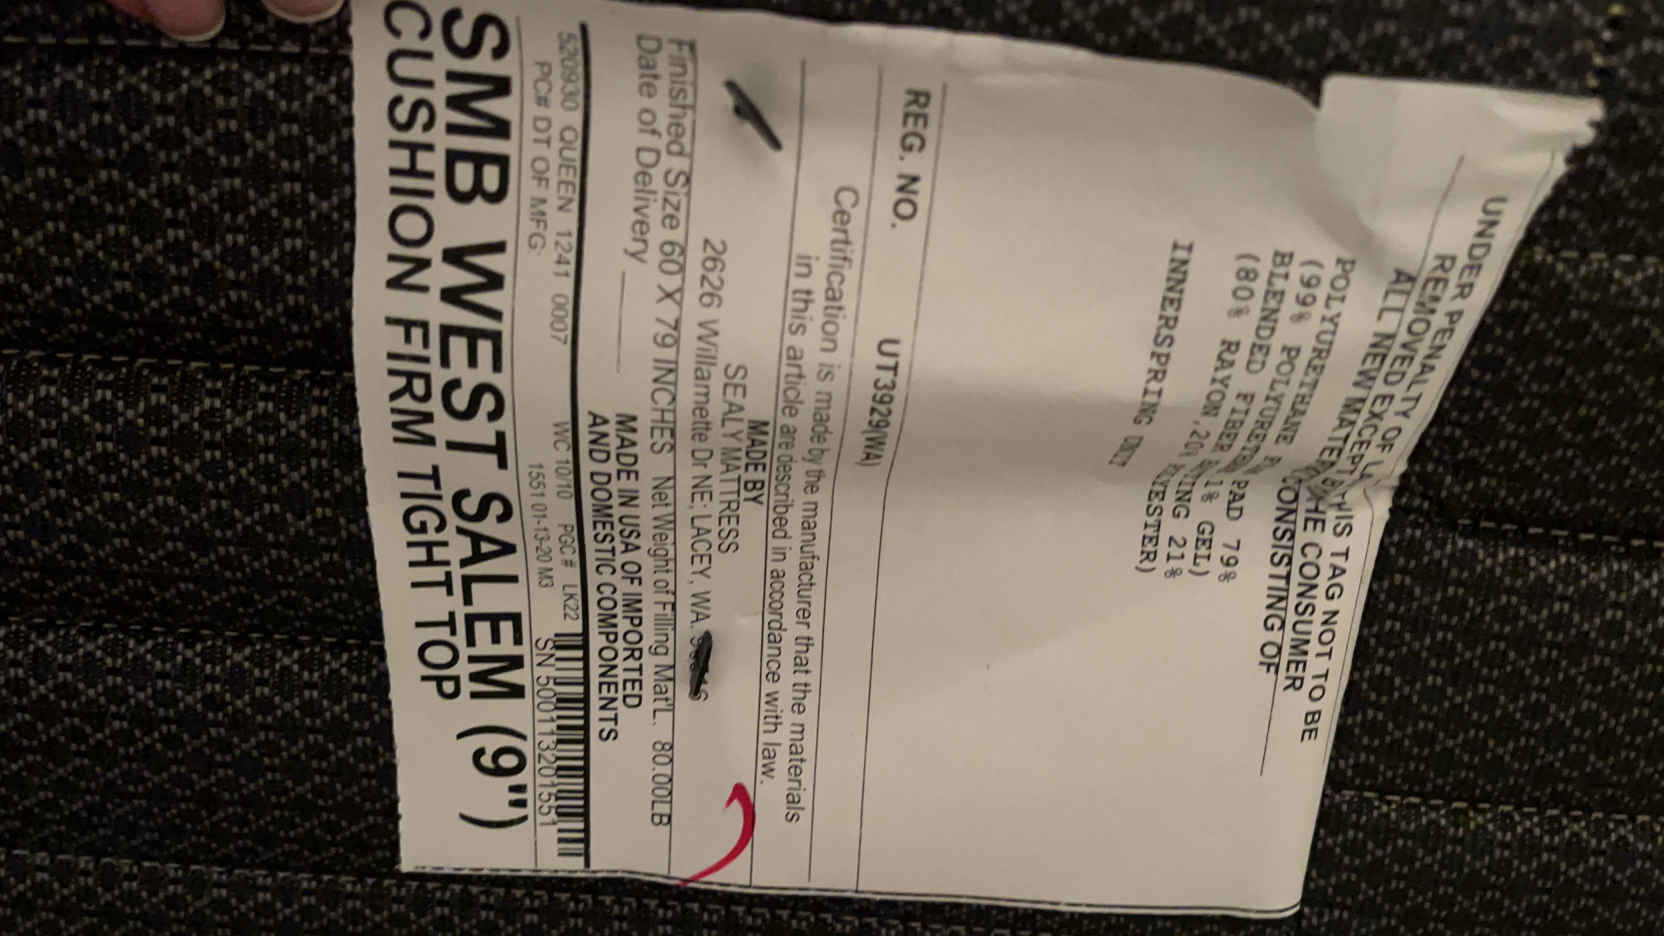 UNDER PENALTY OF THIS TAG NOT TO BE
REMOVED EXCEPT THE CONSUMER
ALL NEW MATERIAL CONSISTING OF
POLYURETHANE PAD 79%
(99% POLYURETHANE 1% GEL)
BLENDED FIBER 21%
(80% RAYON, 20% POLYESTER)
INNERSPRING UNIT
REG. NO. UT3929(WA)
Certification is made by the manufacturer that the materials
in this article are described in accordance with law.
MADE BY
SEALY MATTRESS
2626 Willamette Dr NE; LACEY, WA.
Finished Size 60 X 79 INCHES Net Weight of Filling Mat'L. 80.00LB
Date of Delivery
MADE IN USA OF IMPORTED
AND DOMESTIC COMPONENTS
520930 QUEEN 1241 0007 WC 10/10 PGC # LK22
PC# DT OF MFG: 1551 01-13-20 M3 SN 500113201551
SMB WEST SALEM (9")
CUSHION FIRM TIGHT TOP